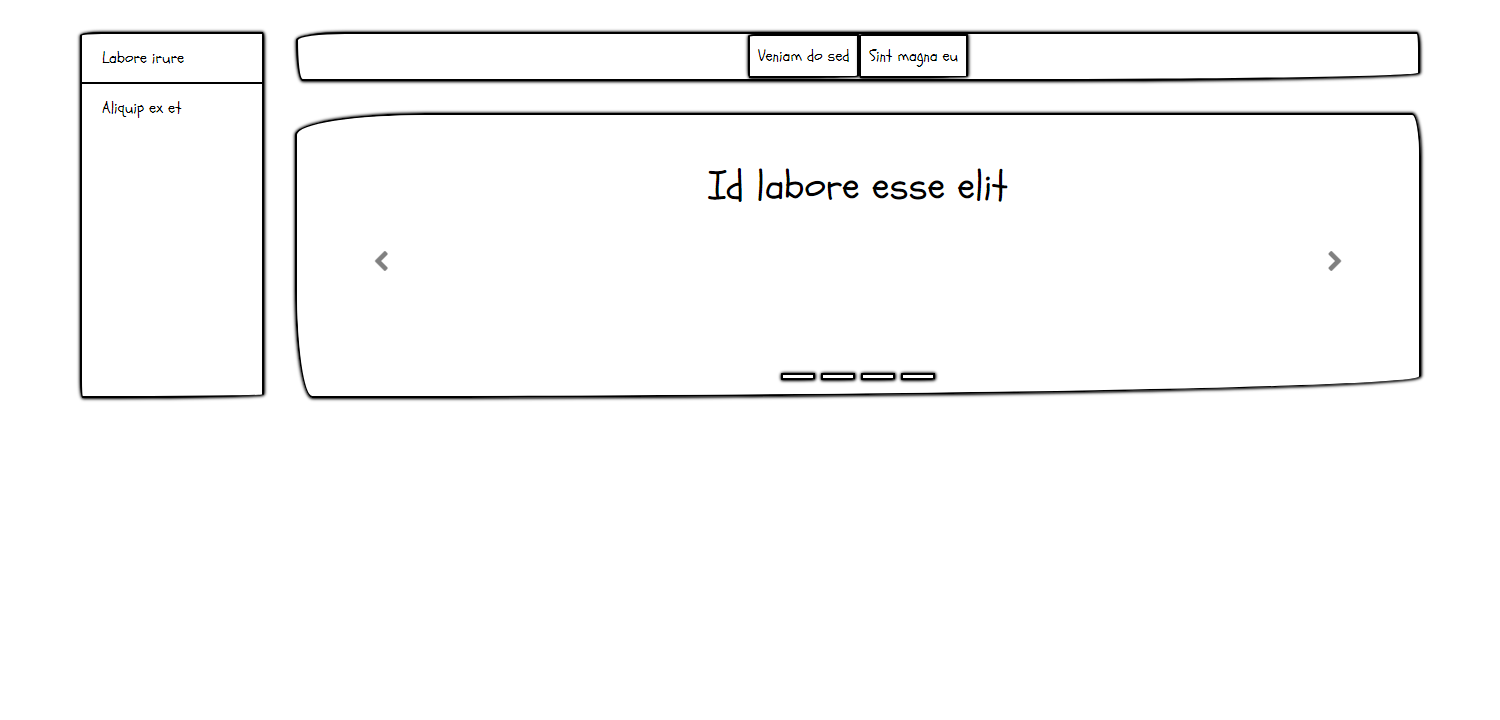 Labore irure
Aliquip ex et
Veniam do sed
Sint magna eu
Id labore esse elit